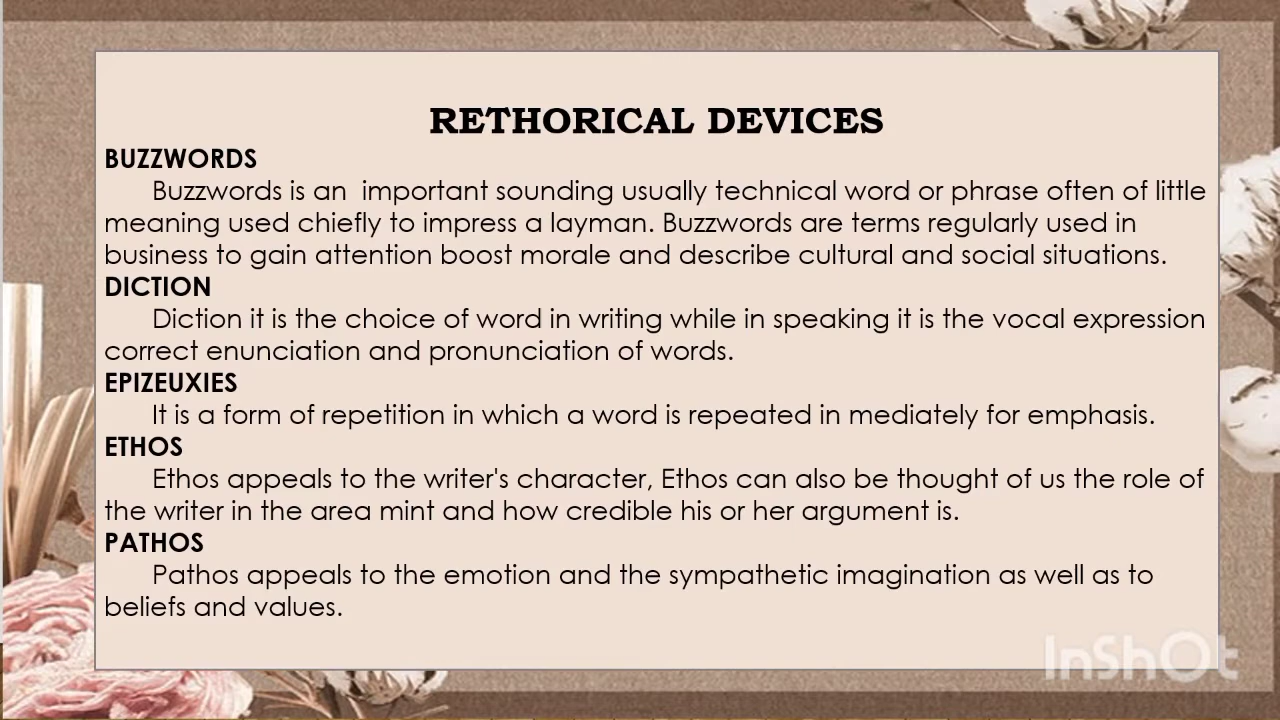 RETHORICAL DEVICES
BUZZWORDS
Buzzwords is an  important sounding usually technical word or phrase often of little
meaning used chiefly to impress a layman. Buzzwords are terms regularly used in
business to gain attention boost morale and describe cultural and social situations.
DICTION
Diction it is the choice of word in writing while in speaking it is the vocal expression
correct enunciation and pronunciation of words.
EPIZEUXIES
It is a form of repetition in which a word is repeated in mediately for emphasis.
ETHOS
Ethos appeals to the writer's character, Ethos can also be thought of us the role of
the writer in the area mint and how credible his or her argument is.
PATHOS
Pathos appeals to the emotion and the sympathetic imagination as well as to
beliefs and values.
InShOt